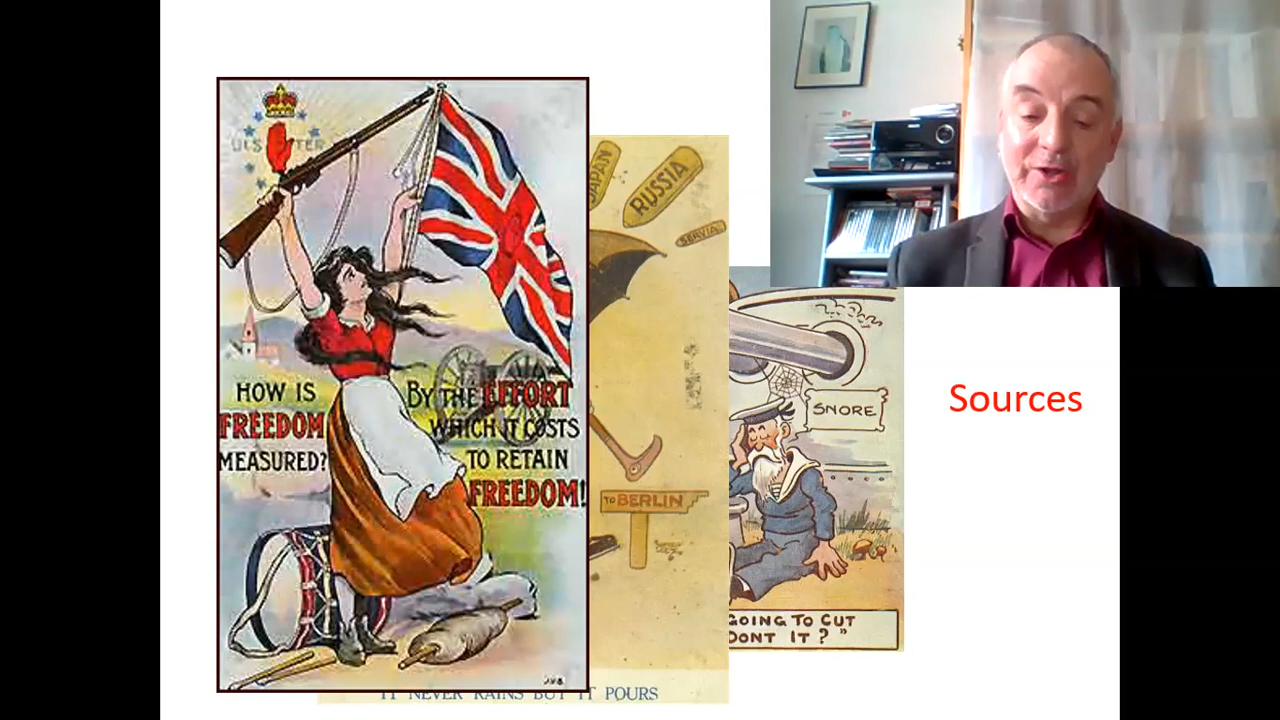 ULSTER
HOW IS
FREEDOM
MEASURED?
BY THE EFFORT
WHICH IT COSTS
TO RETAIN
FREEDOM!
JVB
JAPAN
RUSSIA
SERVIA
TO BERLIN
IT NEVER RAINS BUT IT POURS
SNORE
GOING TO CUT
DONT IT?"
Sources